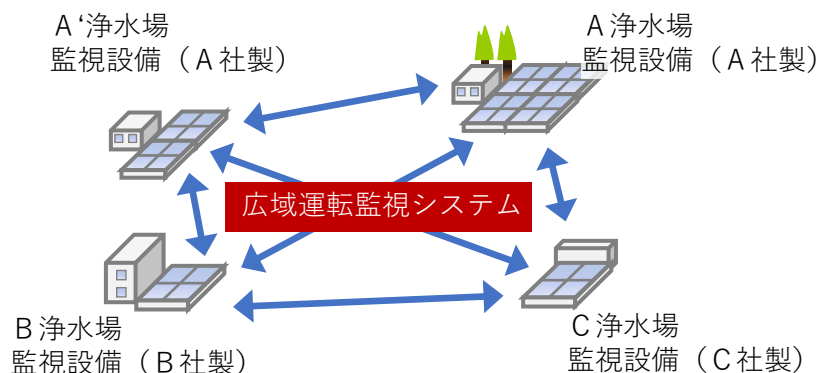 A‘浄水場
監視設備（A社製）
A浄水場
監視設備（A社製）
広域運転監視システム
B浄水場
監視設備（B社製）
C浄水場
監視設備（C社製）